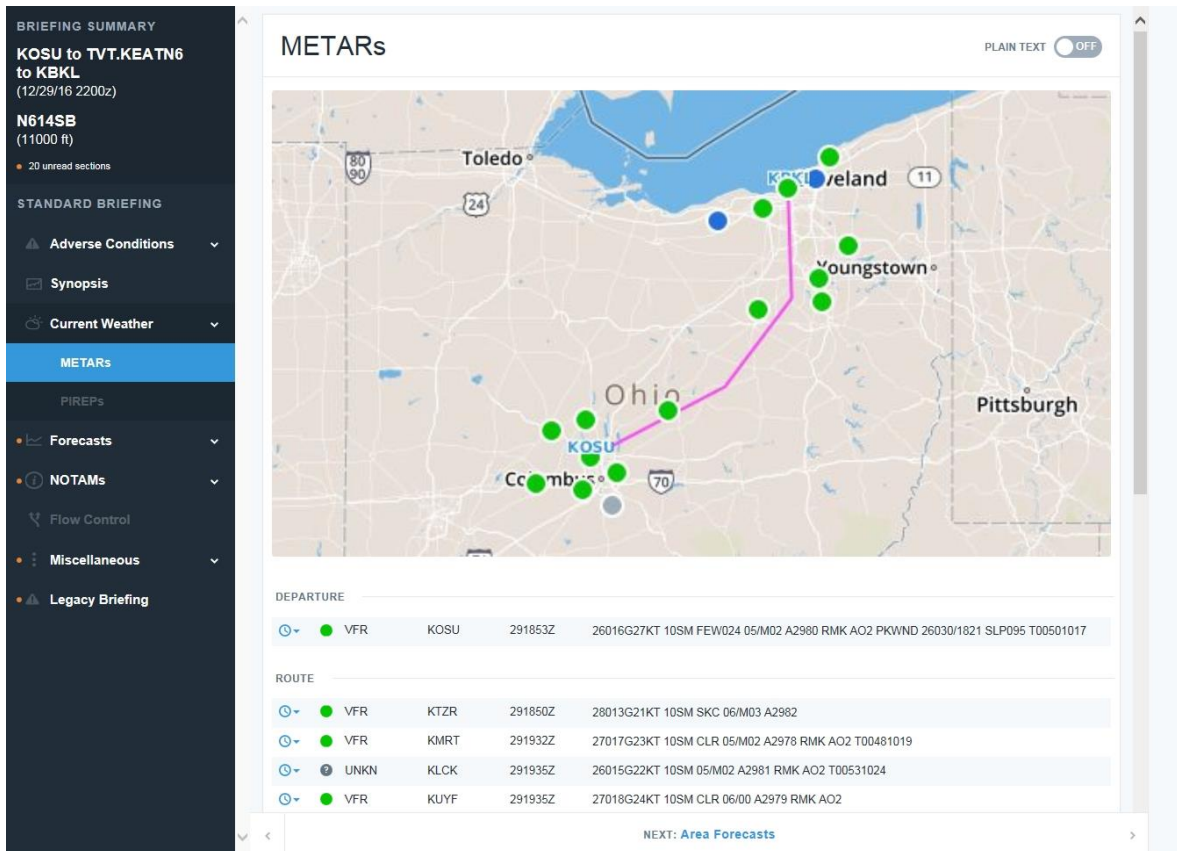 BRIEFING SUMMARY
KOSU to TVT.KEATN6
to KBKL
(12/29/16 2200z)
N614SB
(11000 ft)
20 unread sections
STANDARD BRIEFING
Adverse Conditions
Synopsis
Current Weather
METARs
PIREPs
Forecasts
NOTAMs
Flow Control
Miscellaneous
Legacy Briefing
METARs
PLAIN TEXT OFF
80
90
Toledo
24
KBKL
veland
11
Youngstown
Ohio
Pittsburgh
KOSU
70
DEPARTURE
VFR KOSU 291853Z 26016G27KT 10SM FEW024 05/M02 A2980 RMK AO2 PKWND 26030/1821 SLP095 T00501017
ROUTE
VFR KTZR 291850Z 28013G21KT 10SM SKC 06/M03 A2982
VFR KMRT 291932Z 27017G23KT 10SM CLR 05/M02 A2978 RMK AO2 T00481019
? UNKN KLCK 291935Z 26015G22KT 10SM 05/M02 A2981 RMK AO2 T00531024
VFR KUYF 291935Z 27018G24KT 10SM CLR 06/00 A2979 RMK AO2
NEXT: Area Forecasts